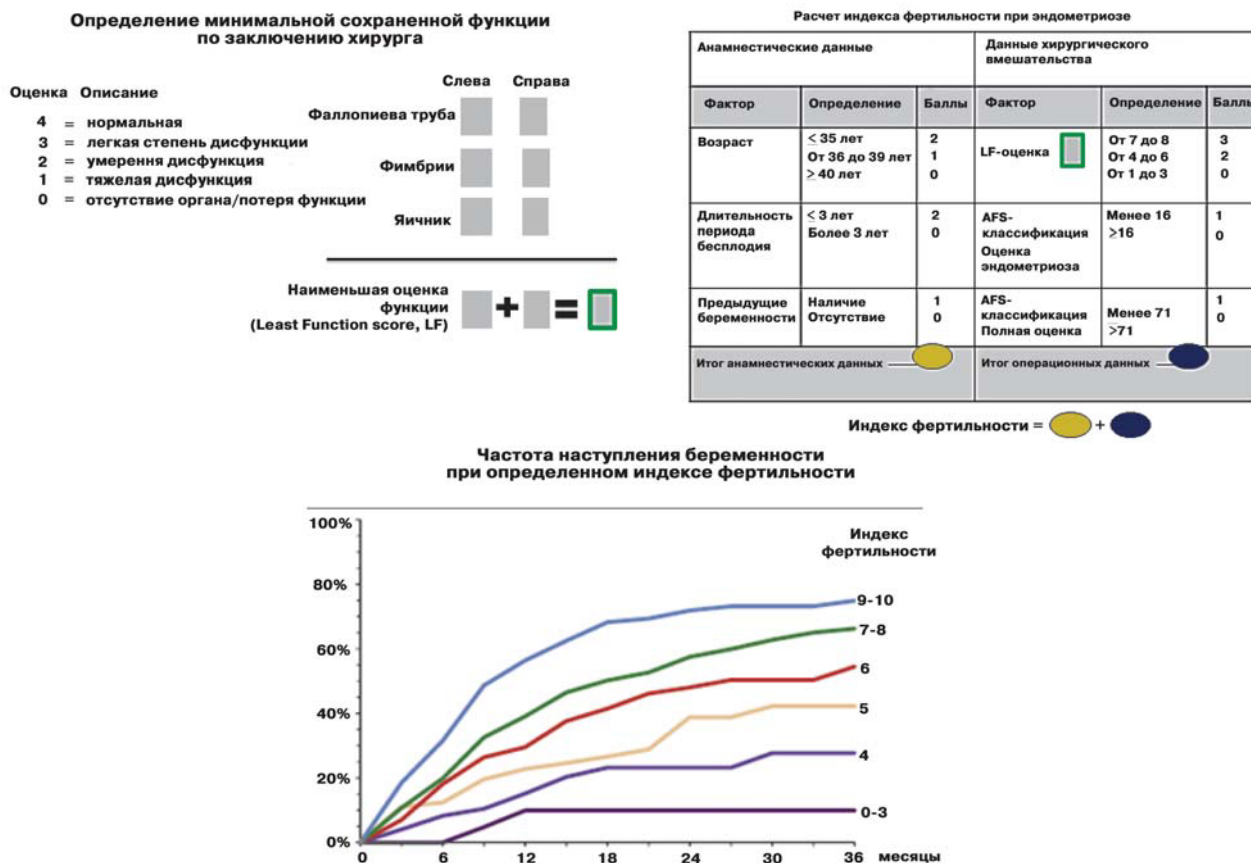 Определение минимальной сохраненной функции
по заключению хирурга
Слева Справа
Оценка Описание
4 = нормальная
3 = легкая степень дисфункции
2 = умерення дисфункция
1 = тяжелая дисфункция
0 = отсутствие органа/потеря функции
Фаллопиева труба
Фимбрии
Яичник
Наименьшая оценка
функции
(Least Function score, LF)
+ =
Расчет индекса фертильности при эндометриозе
Анамнестические данные
Данные хирургического
вмешательства
Фактор Определение Баллы Фактор Определение Баллы
Возраст
≤ 35 лет 2
От 36 до 39 лет 1
≥ 40 лет 0
LF-оценка
От 7 до 8 3
От 4 до 6 2
От 1 до 3 0
Длительность
периода
бесплодия
≤ 3 лет 2
Более 3 лет 0
AFS-
классификация
Оценка
эндометриоза
Менее 16 1
≥16 0
Предыдущие
беременности
Наличие 1
Отсутствие 0
AFS-
классификация
Полная оценка
Менее 71 1
≥71 0
Итог анамнестических данных
Итог операционных данных
Индекс фертильности = +
Частота наступления беременности
при определенном индексе фертильности
Индекс
фертильности
100%
80%
60%
40%
20%
0%
9-10
7-8
6
5
4
0-3
0 6 12 18 24 30 36 месяцы